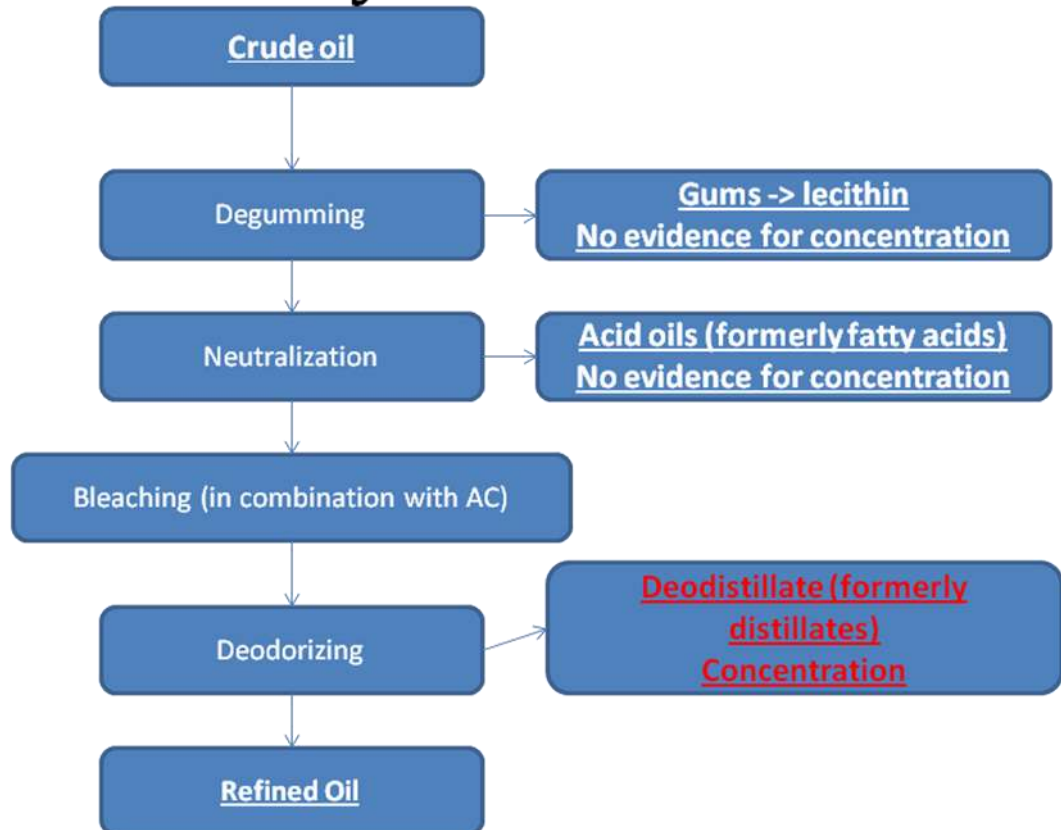 Crude oil
Degumming
Gums -> lecithin
No evidence for concentration
Neutralization
Acid oils (formerly fatty acids)
No evidence for concentration
Bleaching (in combination with AC)
Deodorizing
Deodistillate (formerly
distillates)
Concentration
Refined Oil